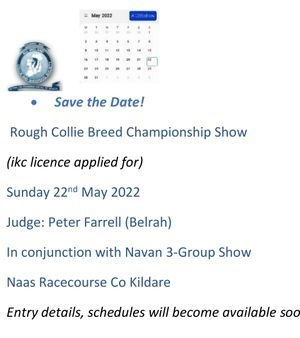 May 2022
• Save the Date!
Rough Collie Breed Championship Show
(ikc licence applied for)
Sunday 22nd May 2022
Judge: Peter Farrell (Belrah)
In conjunction with Navan 3-Group Show
Naas Racecourse Co Kildare
Entry details, schedules will become available soo